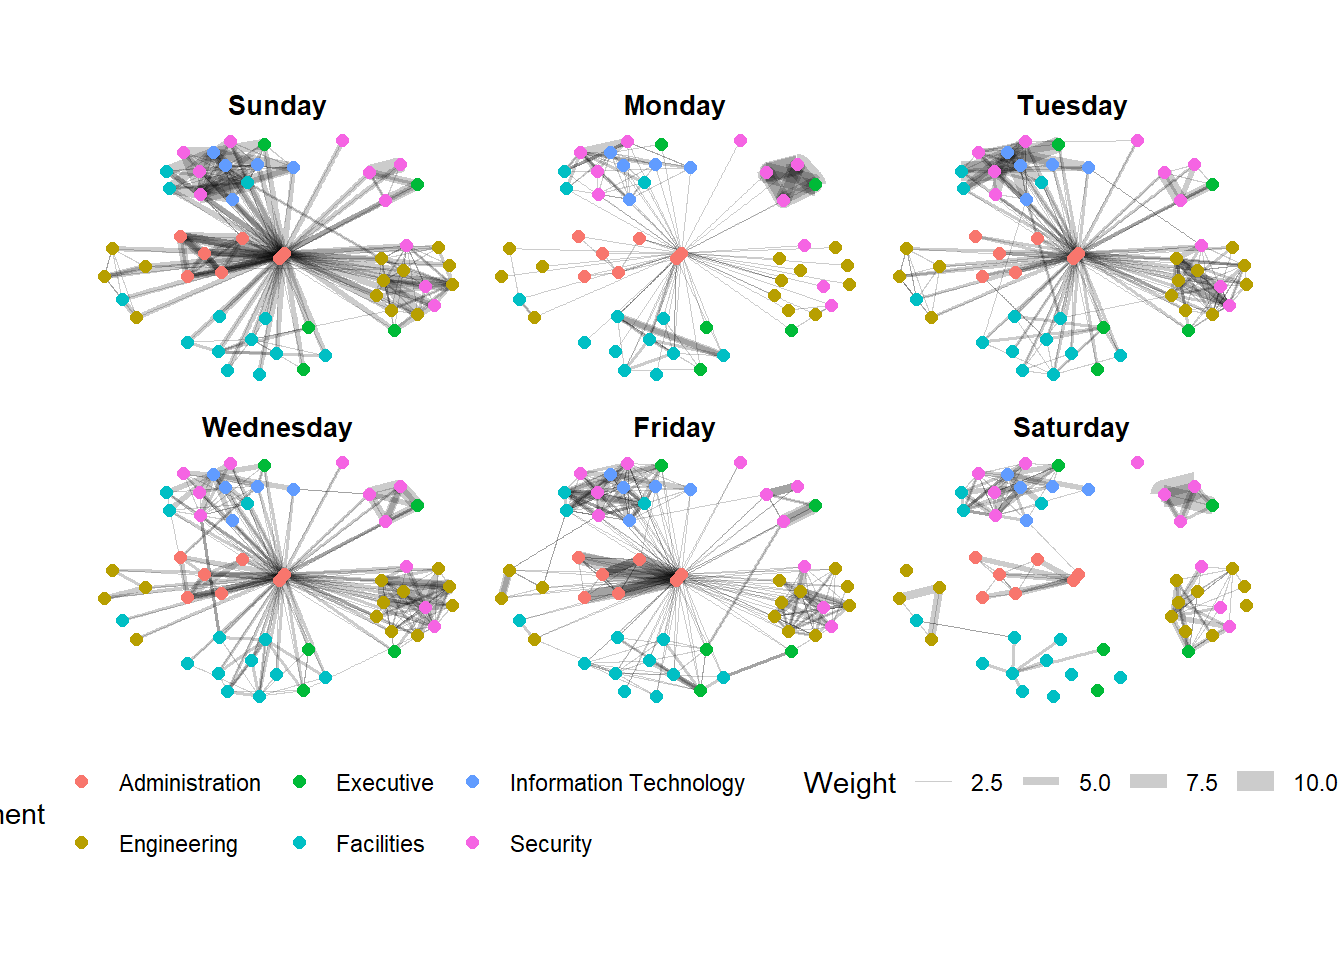 Sunday Monday Tuesday
Wednesday Friday Saturday
Administration Executive Information Technology Weight 2.5 5.0 7.5 10.0
Engineering Facilities Security